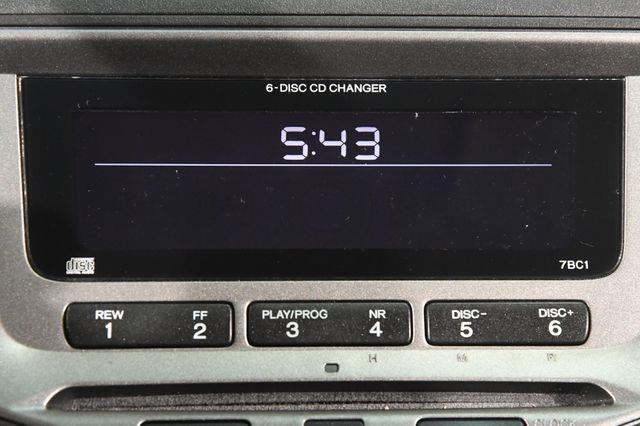 6-DISC CD CHANGER
5:43
disc 7BC1
REW FF PLAY/PROG NR DISC- DISC+
1 2 3 4 5 6
H M R